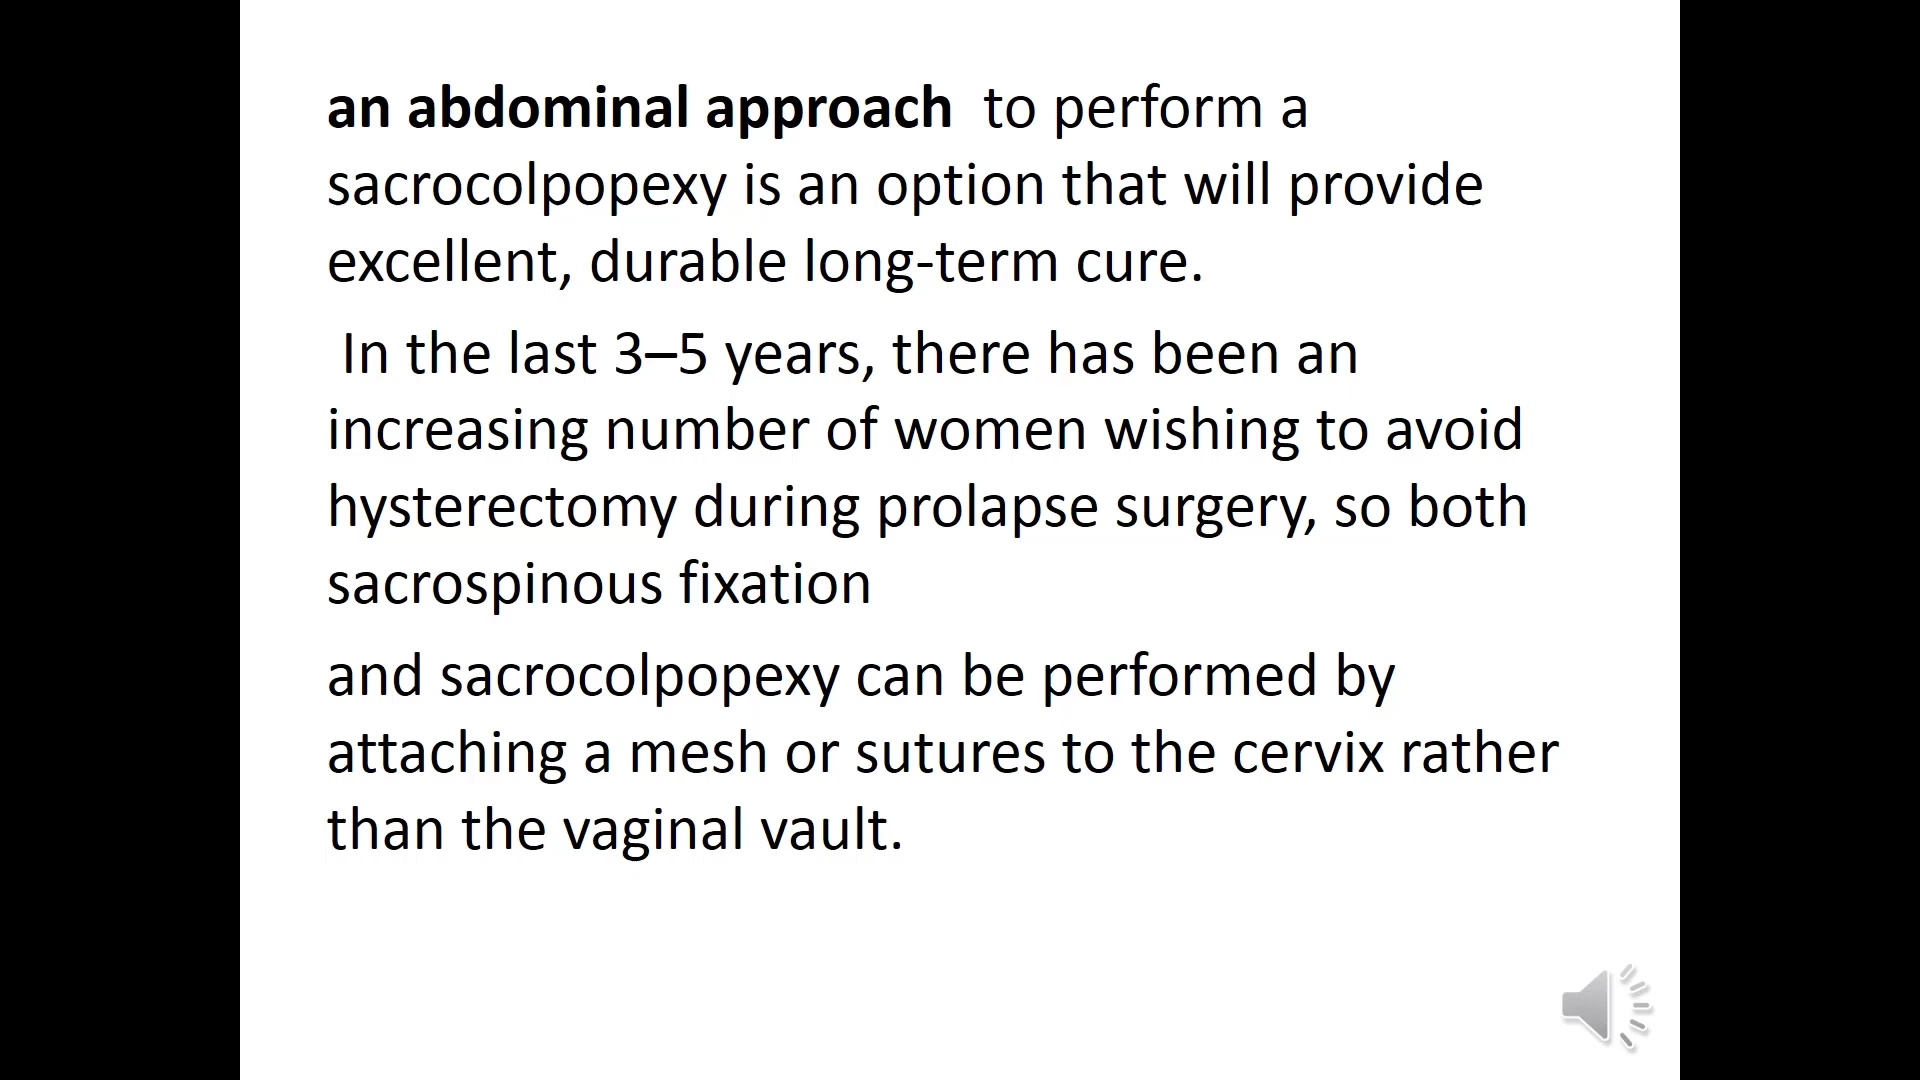 an abdominal approach  to perform a
sacrocolpopexy is an option that will provide
excellent, durable long-term cure.
In the last 3–5 years, there has been an
increasing number of women wishing to avoid
hysterectomy during prolapse surgery, so both
sacrospinous fixation
and sacrocolpopexy can be performed by
attaching a mesh or sutures to the cervix rather
than the vaginal vault.